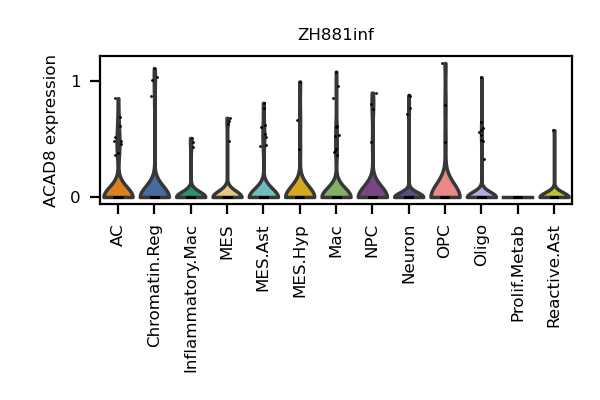 ZH881inf
ACAD8 expression
1
0
AC
Chromatin.Reg
Inflammatory.Mac
MES
MES.Ast
MES.Hyp
Mac
NPC
Neuron
OPC
Oligo
Prolif.Metab
Reactive.Ast